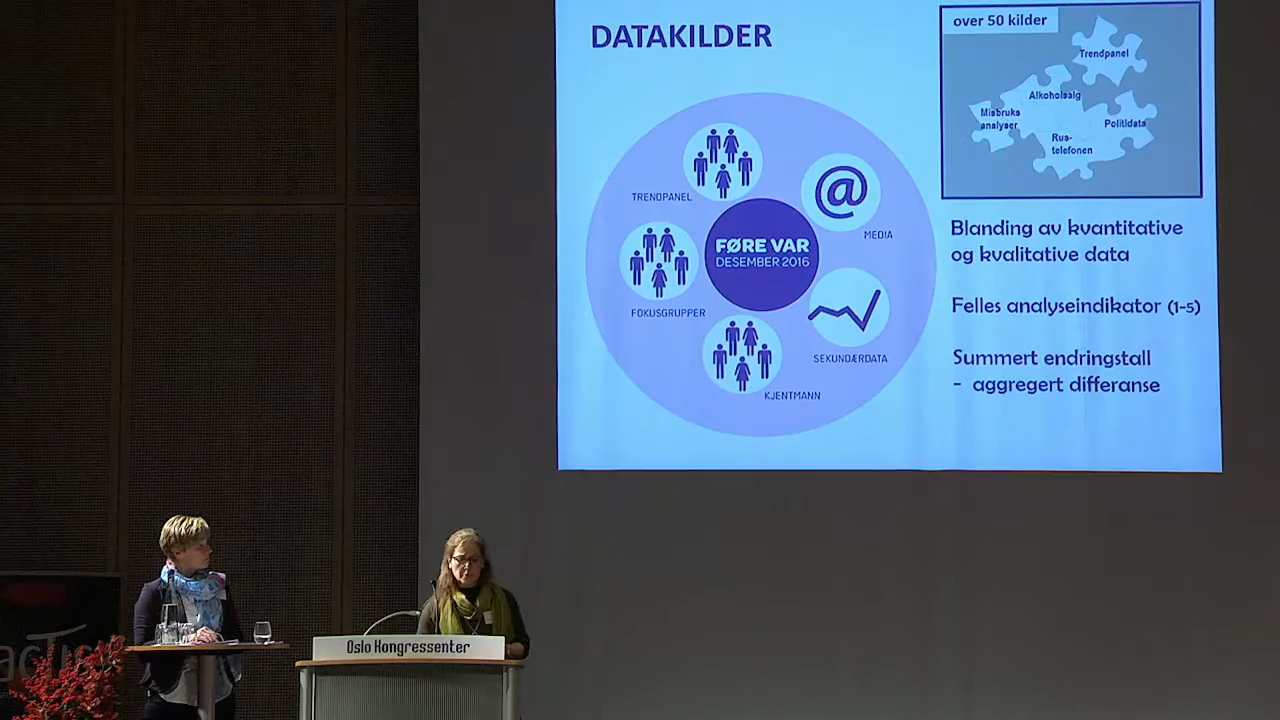 DATAKILDER
over 50 kilder
Trendpanel
Alkoholsalg
Misbruks
analyser
Politidata
Rus-
telefonen
TRENDPANEL
MEDIA
FØRE VAR
DESEMBER 2016
FOKUSGRUPPER
SEKUNDÆRDATA
KJENTMANN
Blanding av kvantitative
og kvalitative data
Felles analyseindikator (1-5)
Summert endringstall
- aggregert differanse
Oslo Kongressenter